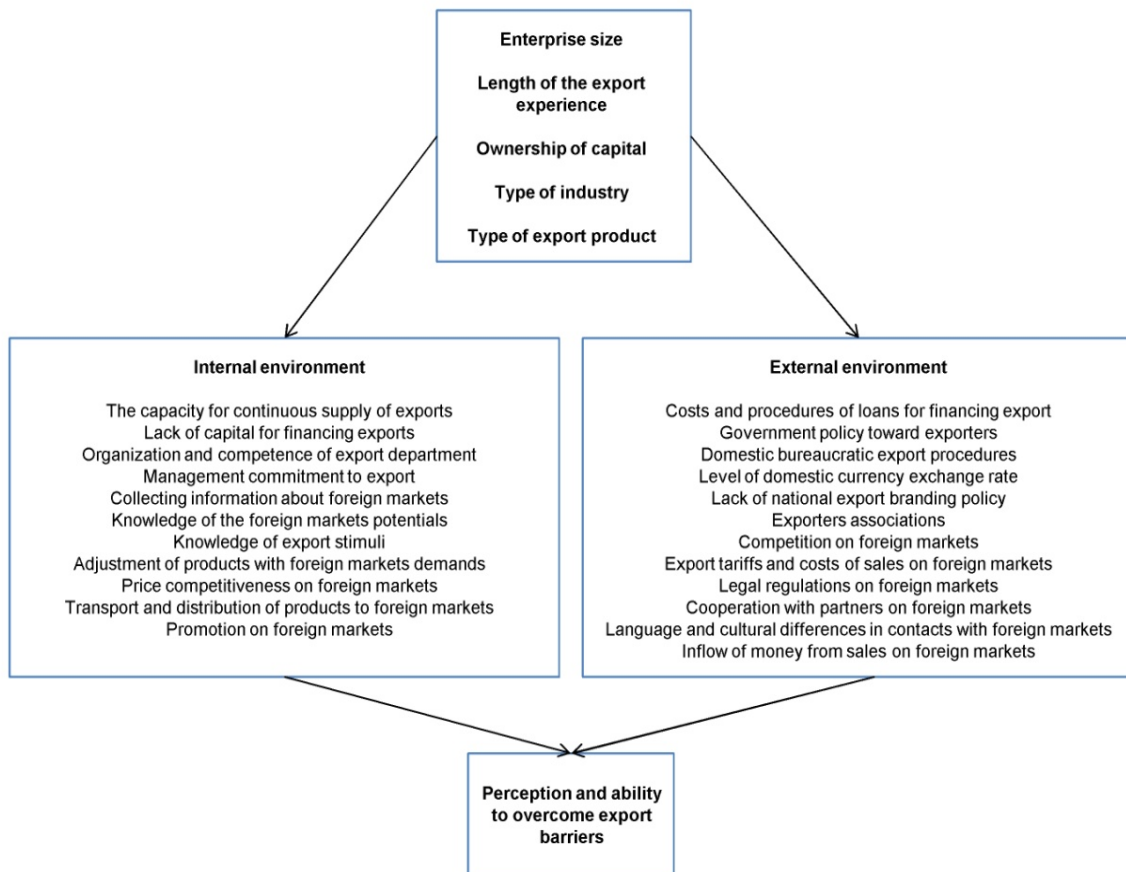 Enterprise size
Length of the export
experience
Ownership of capital
Type of industry
Type of export product
Internal environment
The capacity for continuous supply of exports
Lack of capital for financing exports
Organization and competence of export department
Management commitment to export
Collecting information about foreign markets
Knowledge of the foreign markets potentials
Knowledge of export stimuli
Adjustment of products with foreign markets demands
Price competitiveness on foreign markets
Transport and distribution of products to foreign markets
Promotion on foreign markets
External environment
Costs and procedures of loans for financing export
Government policy toward exporters
Domestic bureaucratic export procedures
Level of domestic currency exchange rate
Lack of national export branding policy
Exporters associations
Competition on foreign markets
Export tariffs and costs of sales on foreign markets
Legal regulations on foreign markets
Cooperation with partners on foreign markets
Language and cultural differences in contacts with foreign markets
Inflow of money from sales on foreign markets
Perception and ability
to overcome export
barriers